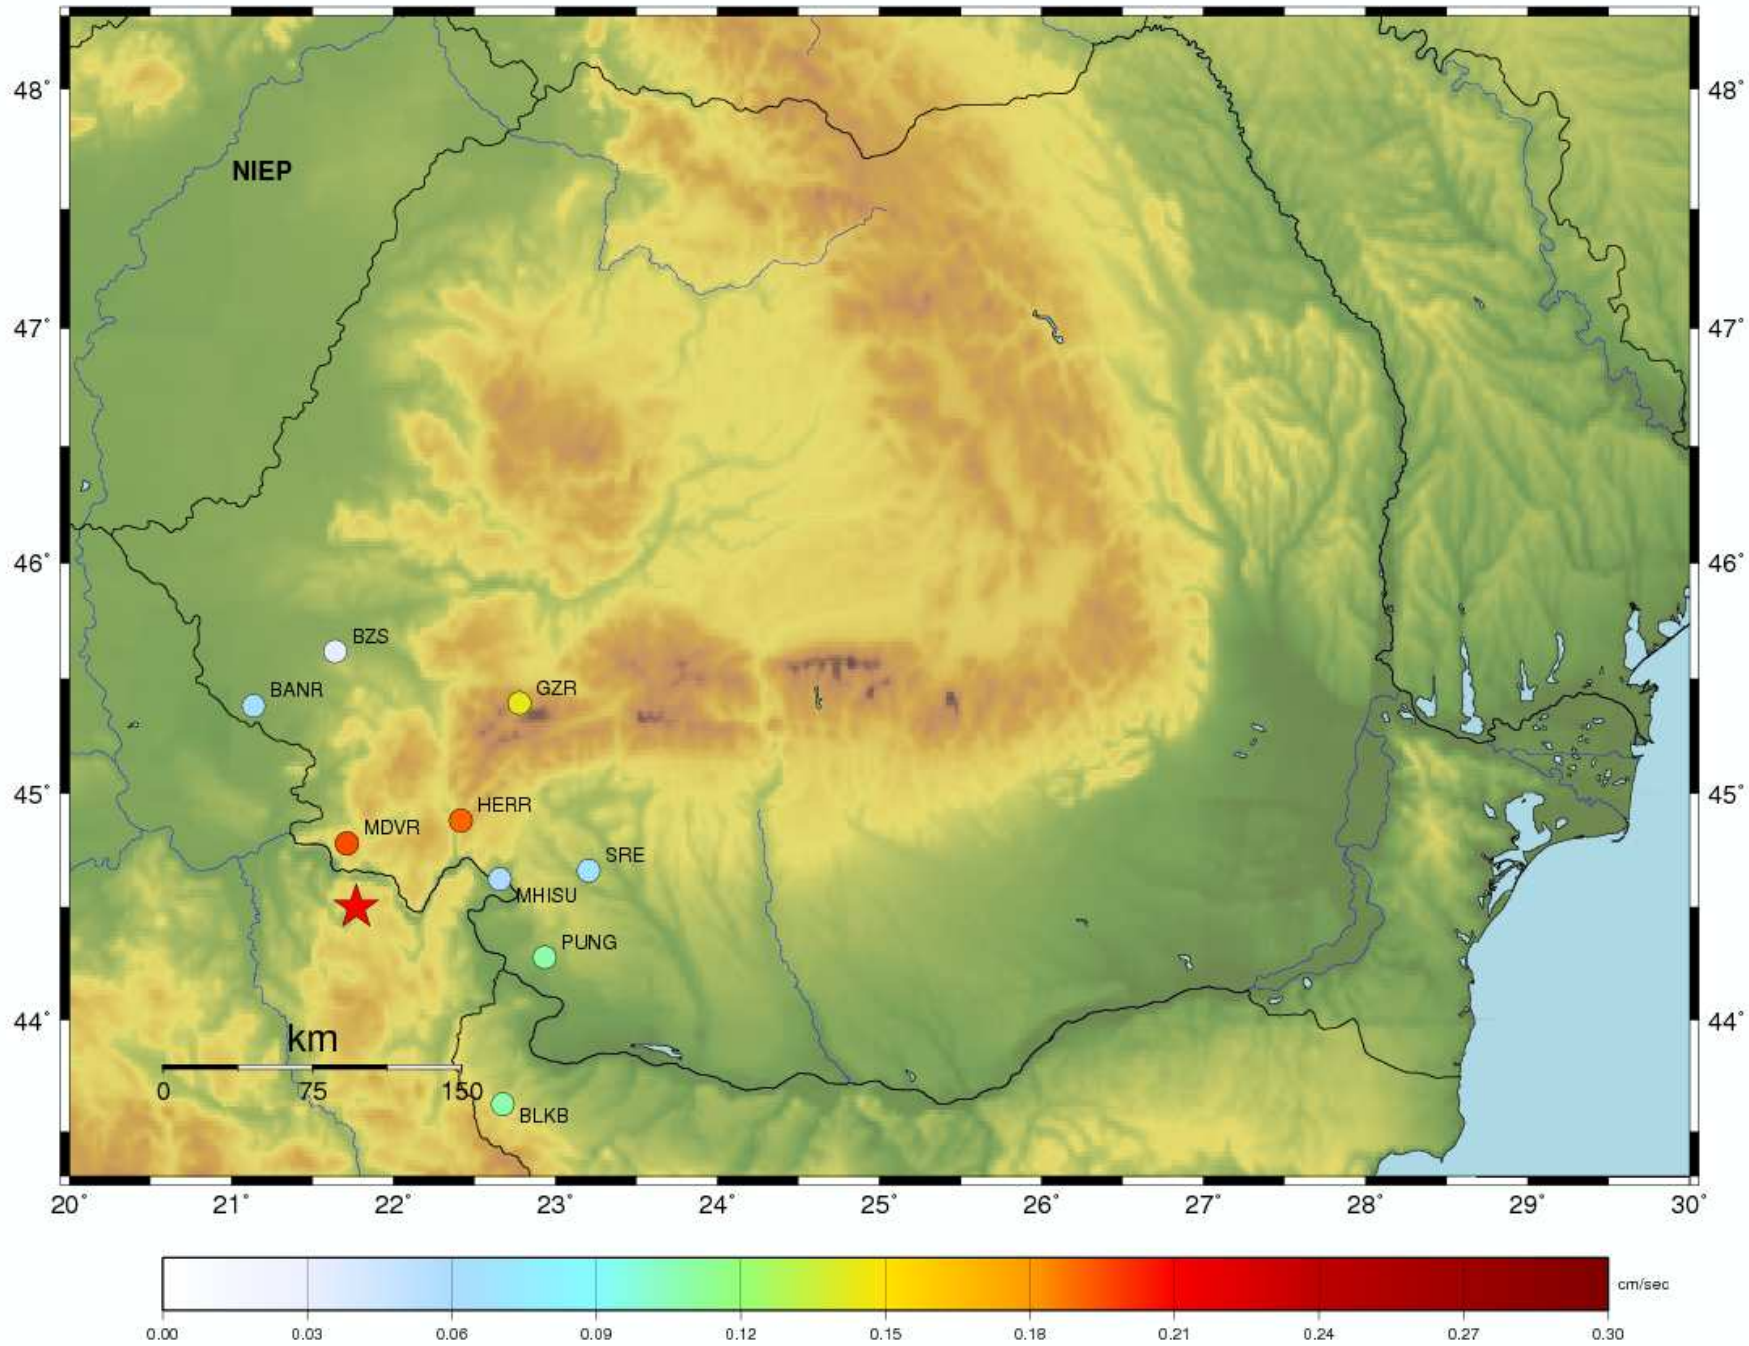 48° 48°
NIEP
47° 47°
46° 46°
BZS
BANR GZR
45° 45°
HERR
MDVR
SRE
MHISU
PUNG
44° 44°
km
0 75 150
BLKB
20° 21° 22° 23° 24° 25° 26° 27° 28° 29° 30°
cm/sec
0.00 0.03 0.06 0.09 0.12 0.15 0.18 0.21 0.24 0.27 0.30